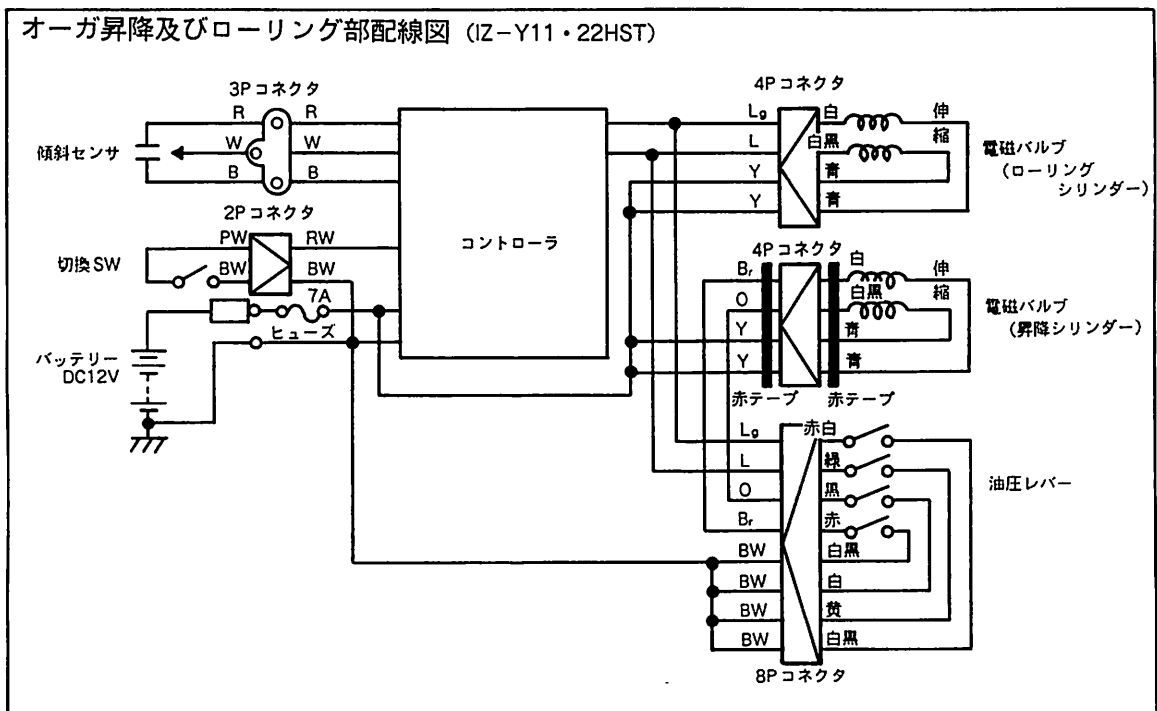 オーガ昇降及びローリング部配線図 (IZ-Y11・22HST)
3Pコネクタ
R R
W W
B B
傾斜センサ
2Pコネクタ
PW RW
BW BW
切換SW
7A
ヒューズ
バッテリー
DC12V
コントローラ
4Pコネクタ
Lg 白 伸
L 白黒 縮
Y 青
Y 青
電磁バルブ
(ローリング
シリンダー)
4Pコネクタ
Br 白 伸
O 白黒 縮
Y 青
Y 青
赤テープ 赤テープ
電磁バルブ
(昇降シリンダー)
Lg 赤白
L 緑
O 黒
Br 赤
BW 白黒
BW 白
BW 黄
BW 白黒
油圧レバー
8Pコネクタ